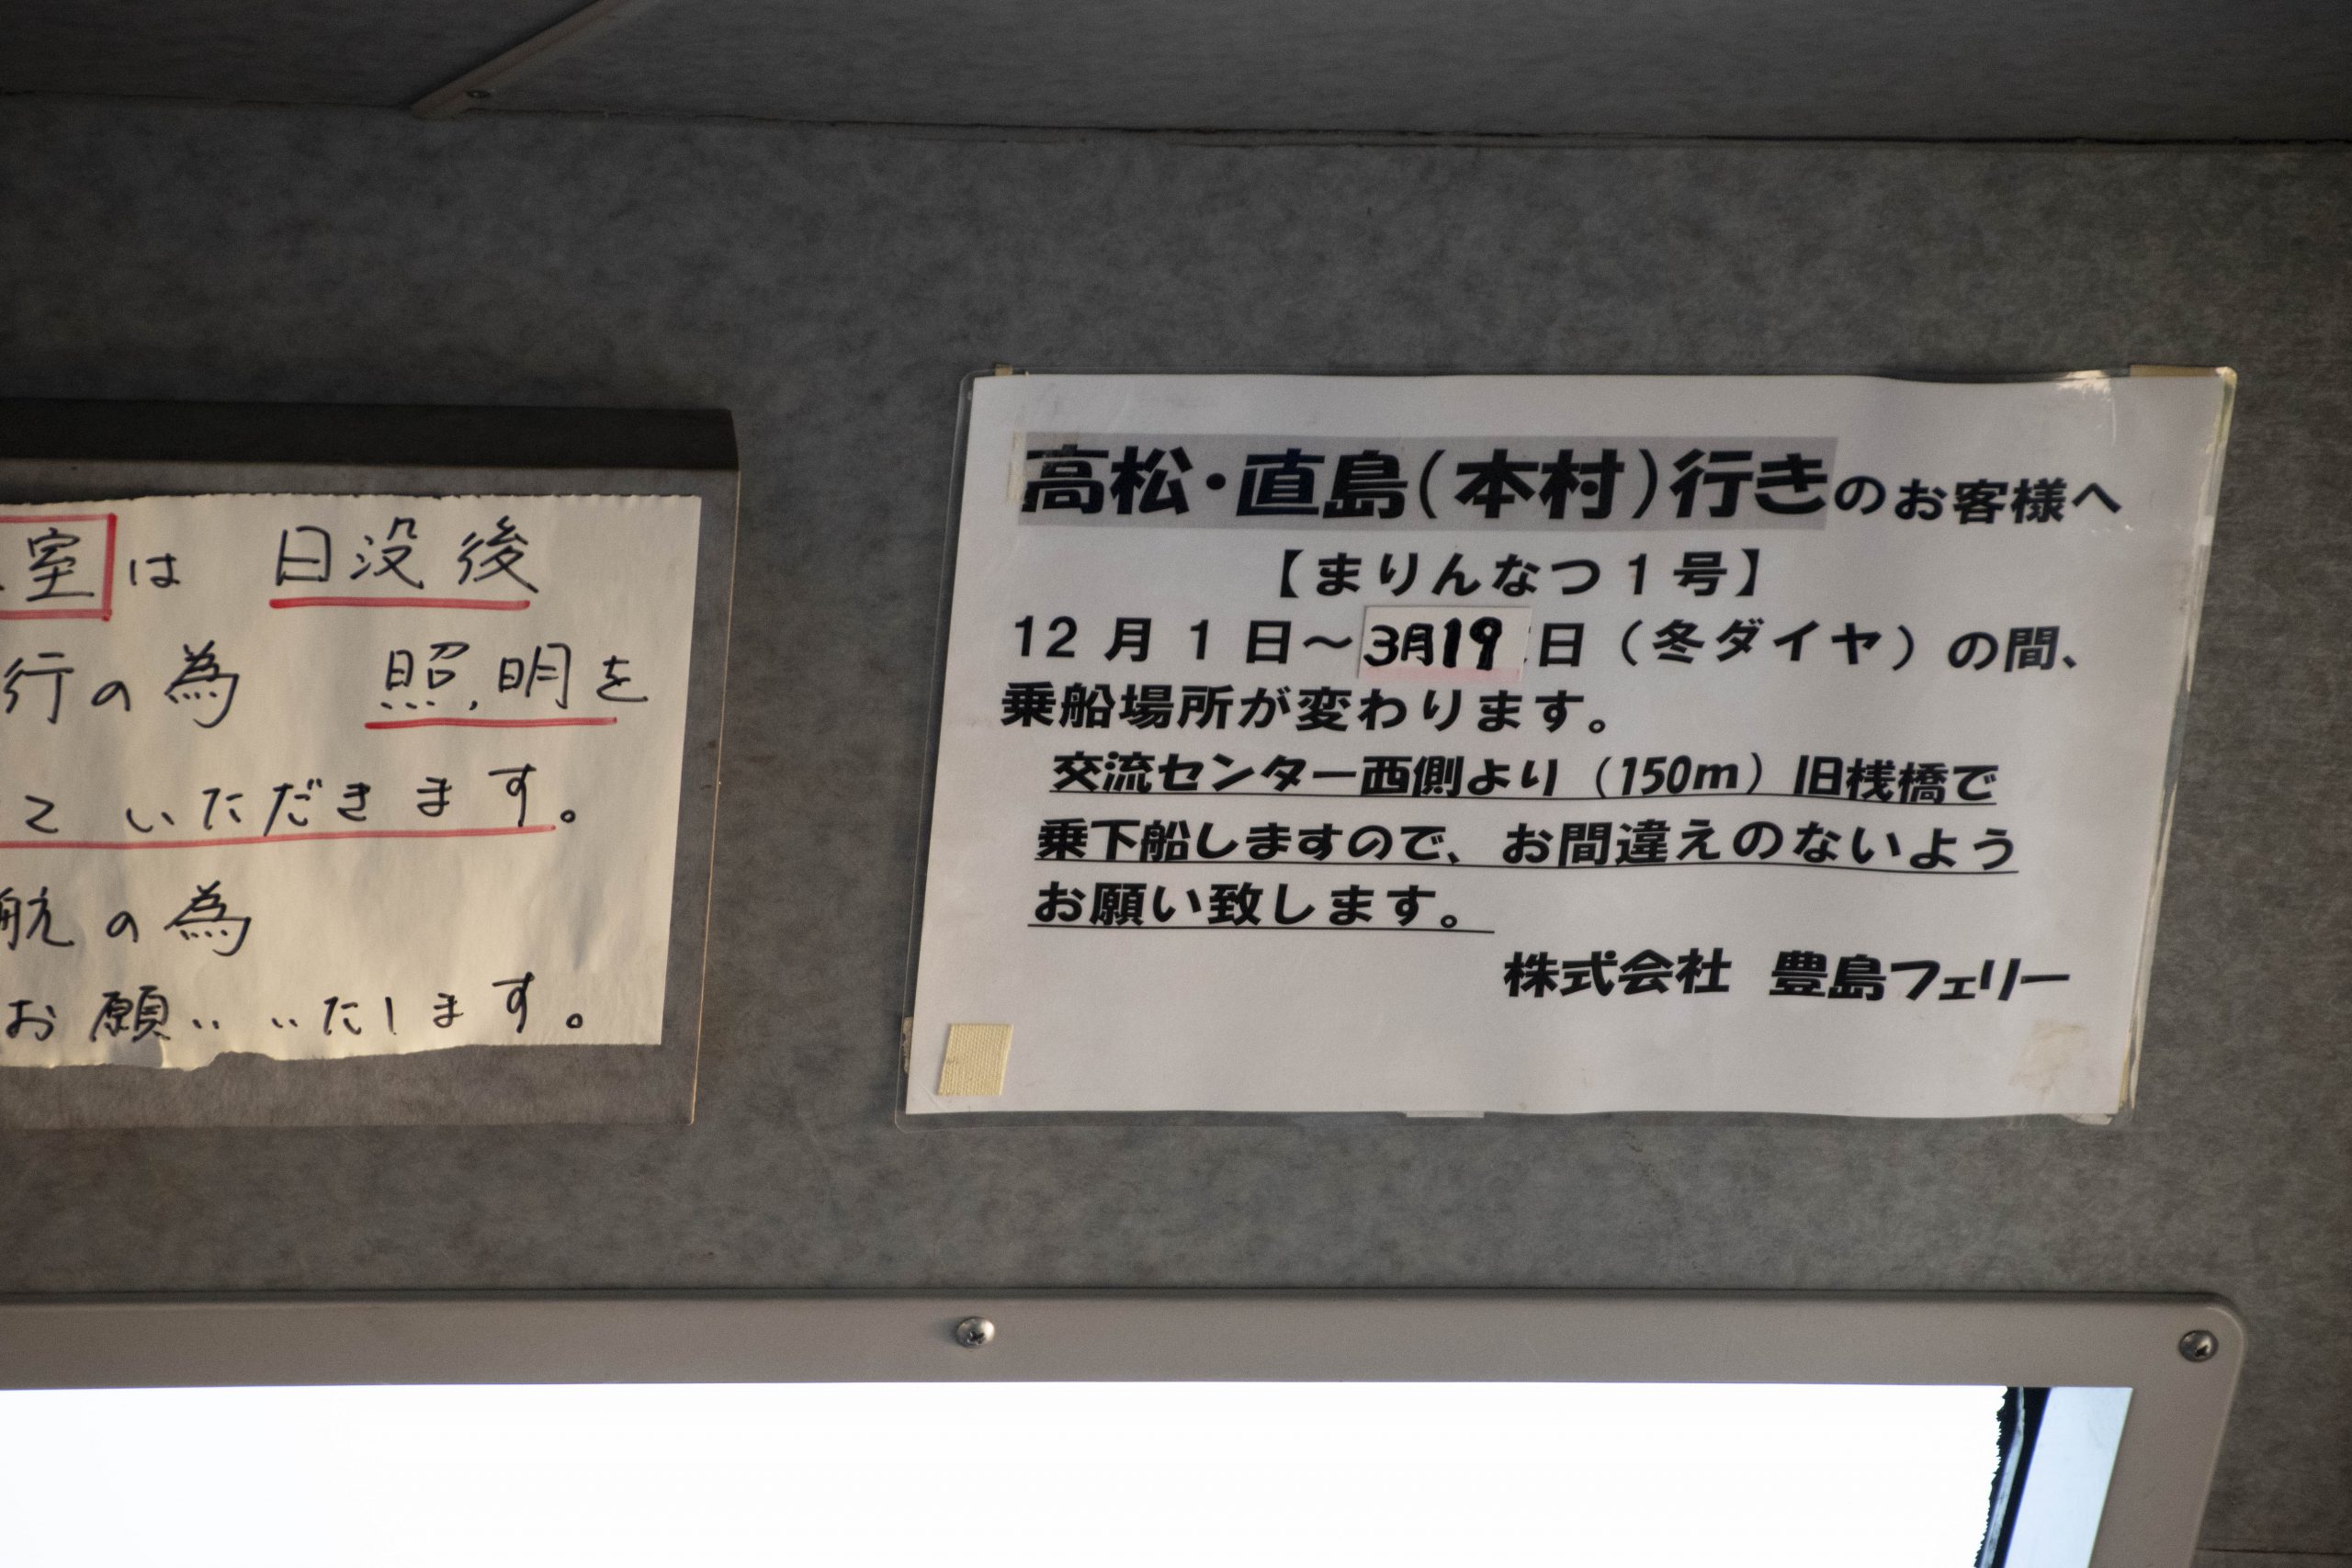 室は 日没後
行の為 照明を
ていただきます。
航の為
お願いいたします。
高松・直島(本村)行きのお客様へ
【まりんなつ1号】
12月1日～3月19日(冬ダイヤ)の間、
乗船場所が変わります。
交流センター西側より(150m)旧桟橋で
乗下船しますので、お間違えのないよう
お願い致します。
株式会社 豊島フェリー